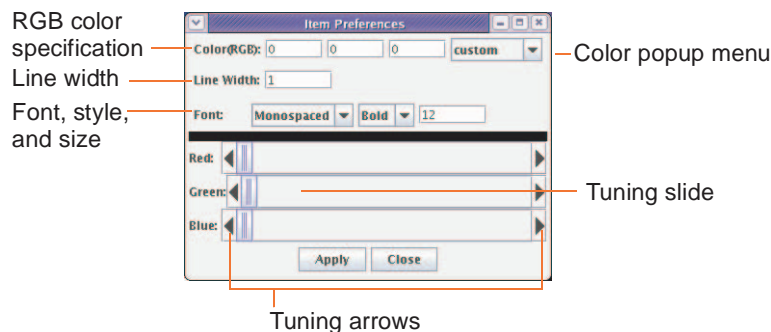 RGB color
specification
Line width
Font, style,
and size
Item Preferences
Color(RGB): 0 0 0 custom
Line Width: 1
Font: Monospaced Bold 12
Red:
Green:
Blue:
Apply Close
Color popup menu
Tuning slide
Tuning arrows